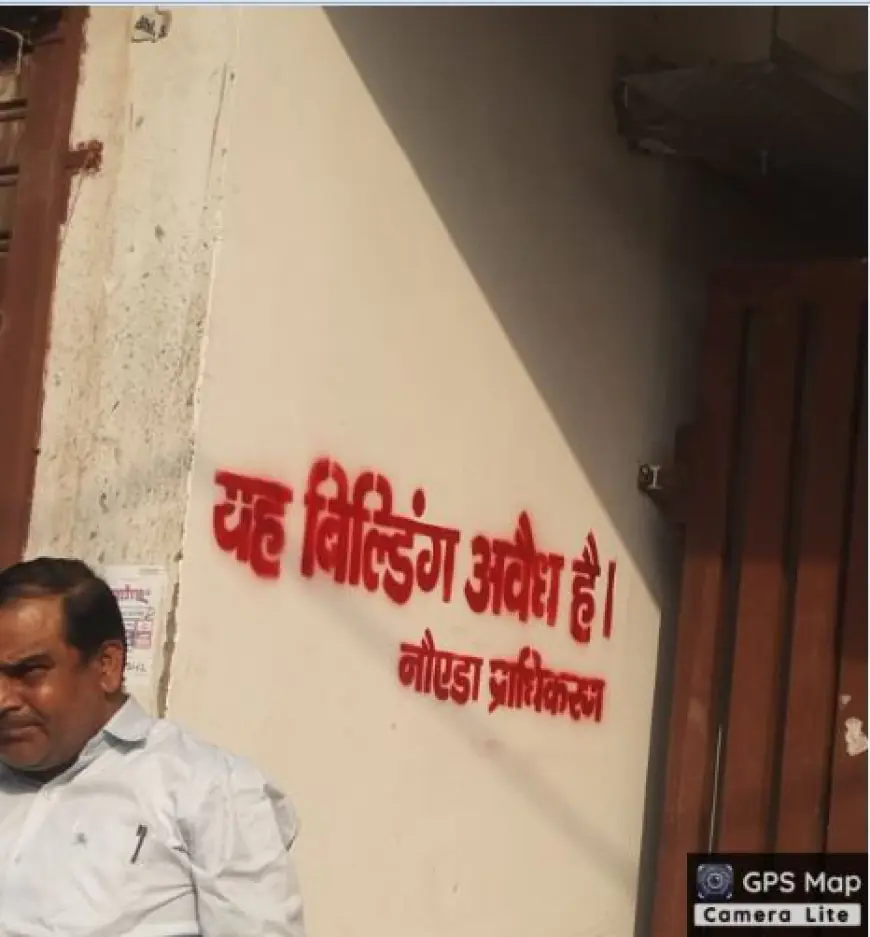 यह बिल्डिंग अवैध है।
नौएडा प्राधिकरण
GPS Map
Camera Lite